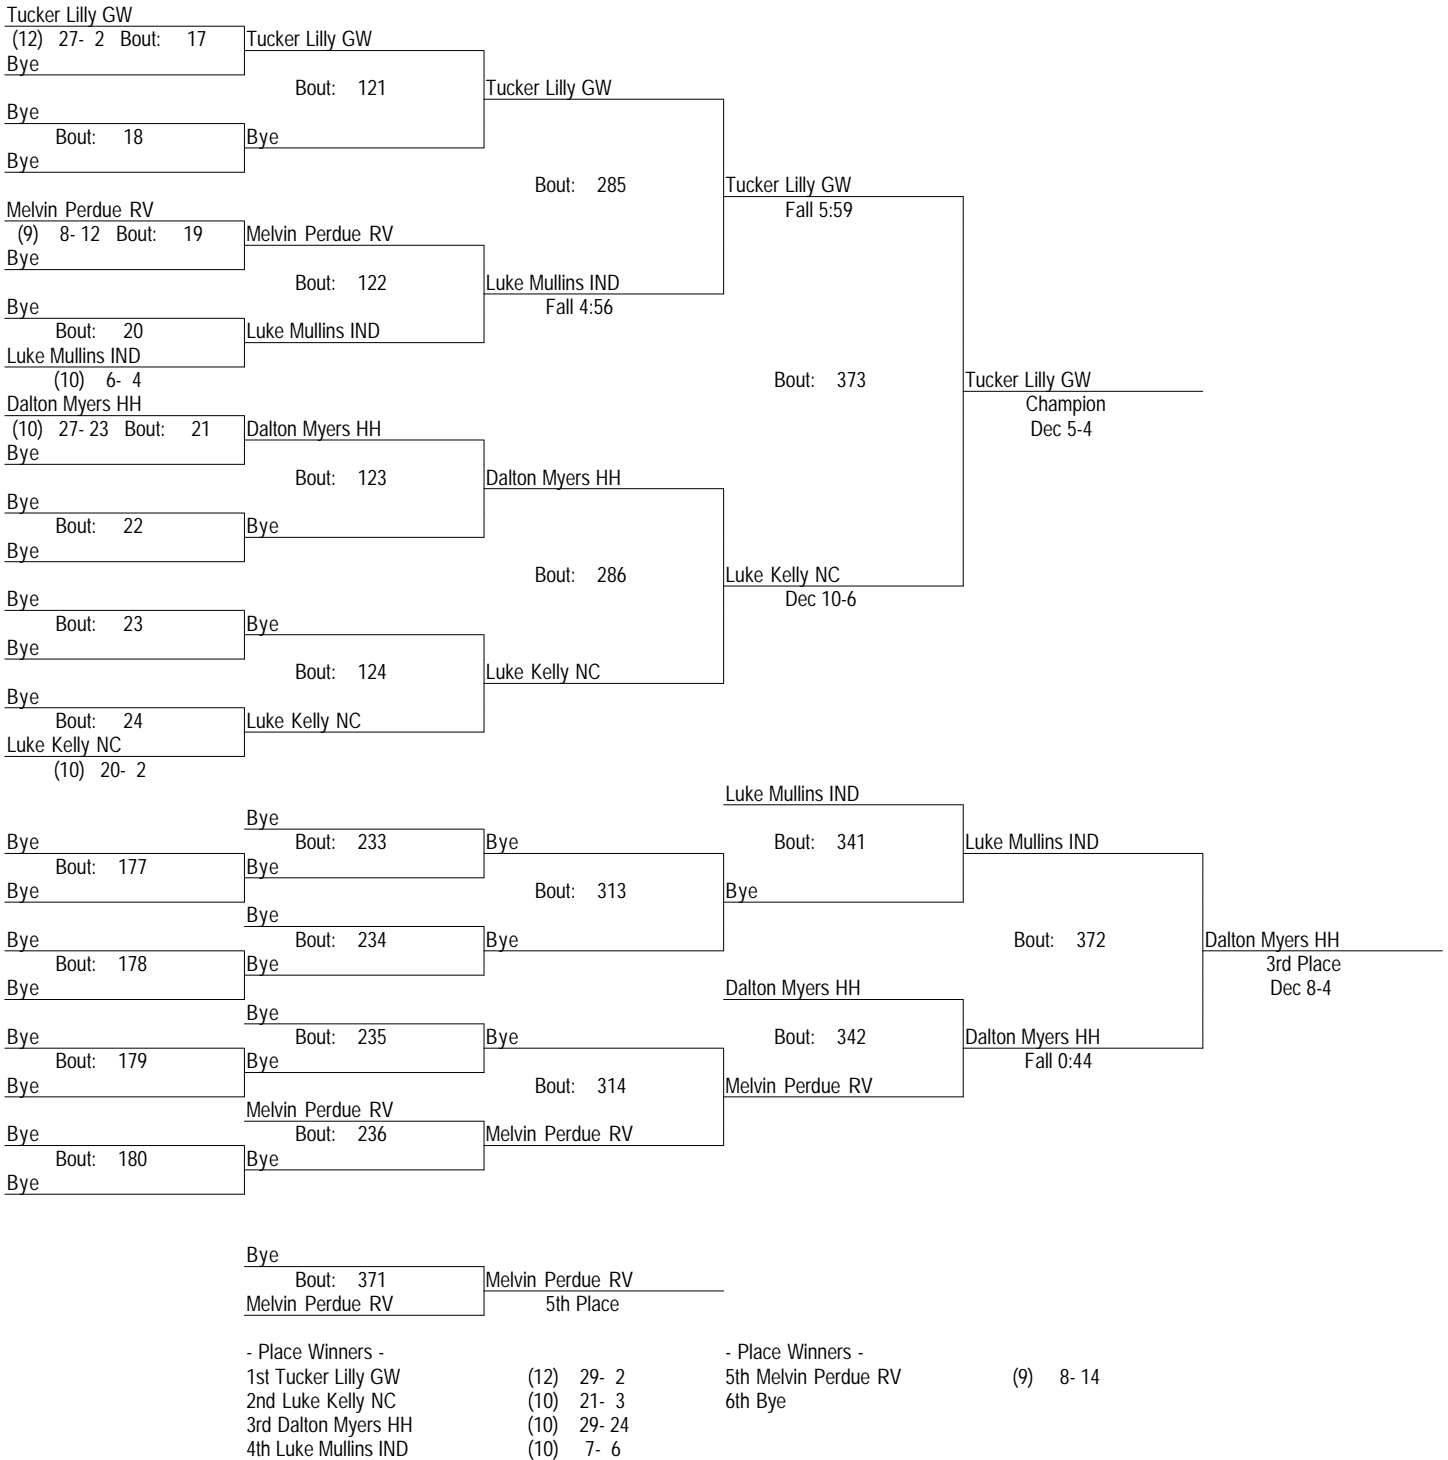 Tucker Lilly GW
(12) 27- 2 Bout: 17 Tucker Lilly GW
Bye
Bout: 121 Tucker Lilly GW
Bye
Bout: 18 Bye
Bye
Bout: 285 Tucker Lilly GW
Fall 5:59
Melvin Perdue RV
(9) 8- 12 Bout: 19 Melvin Perdue RV
Bye
Bout: 122 Luke Mullins IND
Fall 4:56
Bye
Bout: 20 Luke Mullins IND
Luke Mullins IND
(10) 6- 4
Bout: 373 Tucker Lilly GW
Champion
Dec 5-4
Dalton Myers HH
(10) 27- 23 Bout: 21 Dalton Myers HH
Bye
Bout: 123 Dalton Myers HH
Bye
Bout: 22 Bye
Bye
Bout: 286 Luke Kelly NC
Dec 10-6
Bye
Bout: 23 Bye
Bye
Bout: 124 Luke Kelly NC
Bye
Bout: 24 Luke Kelly NC
Luke Kelly NC
(10) 20- 2
Luke Mullins IND
Bye
Bye Bout: 233 Bye Bout: 341 Luke Mullins IND
Bout: 177 Bye
Bye Bout: 313 Bye
Bye
Bye Bout: 234 Bye Bout: 372 Dalton Myers HH
Bout: 178 Bye 3rd Place
Bye Dalton Myers HH Dec 8-4
Bye
Bye Bout: 235 Bye Bout: 342 Dalton Myers HH
Bout: 179 Bye Fall 0:44
Bye Bout: 314 Melvin Perdue RV
Melvin Perdue RV
Bye Bout: 236 Melvin Perdue RV
Bout: 180 Bye
Bye
Bye
Bout: 371 Melvin Perdue RV
Melvin Perdue RV 5th Place
- Place Winners - - Place Winners -
1st Tucker Lilly GW (12) 29- 2 5th Melvin Perdue RV (9) 8- 14
2nd Luke Kelly NC (10) 21- 3 6th Bye
3rd Dalton Myers HH (10) 29- 24
4th Luke Mullins IND (10) 7- 6